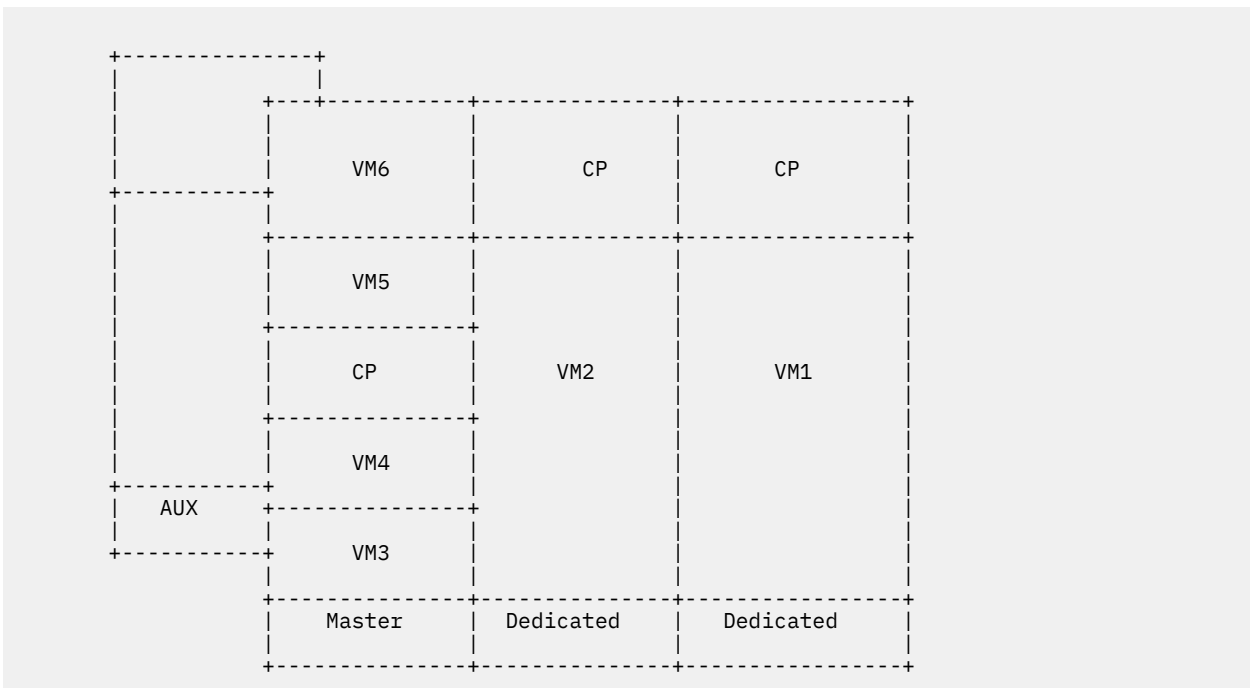 VM6 CP CP
VM5
CP VM2 VM1
VM4
AUX
VM3
Master Dedicated Dedicated